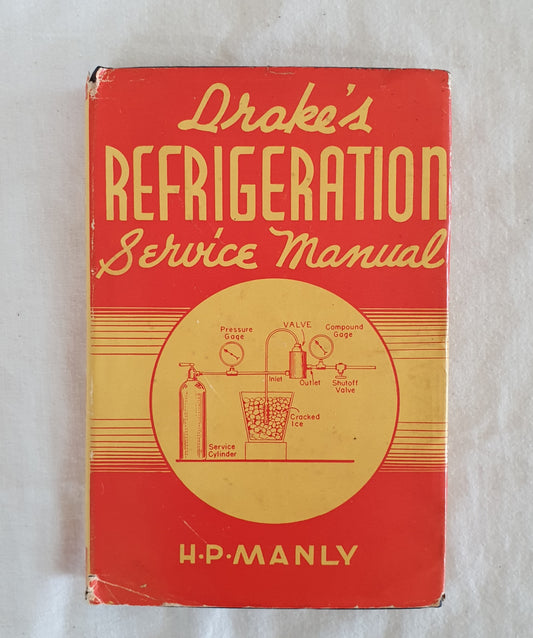 Drake's
REFRIGERATION
Service Manual
Pressure
Gage
VALVE
Compound
Gage
Inlet
Outlet
Shutoff
Valve
Cracked
Ice
Service
Cylinder
H·P·MANLY